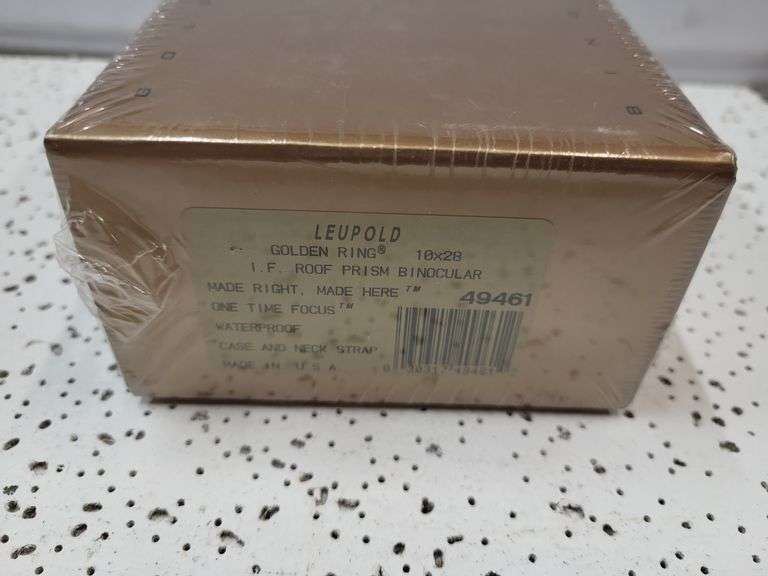 LEUPOLD
GOLDEN RING® 10x28
I.F. ROOF PRISM BINOCULAR
MADE RIGHT, MADE HERE™
49461
ONE TIME FOCUS™
WATERPROOF
CASE AND NECK STRAP
MADE IN U S A